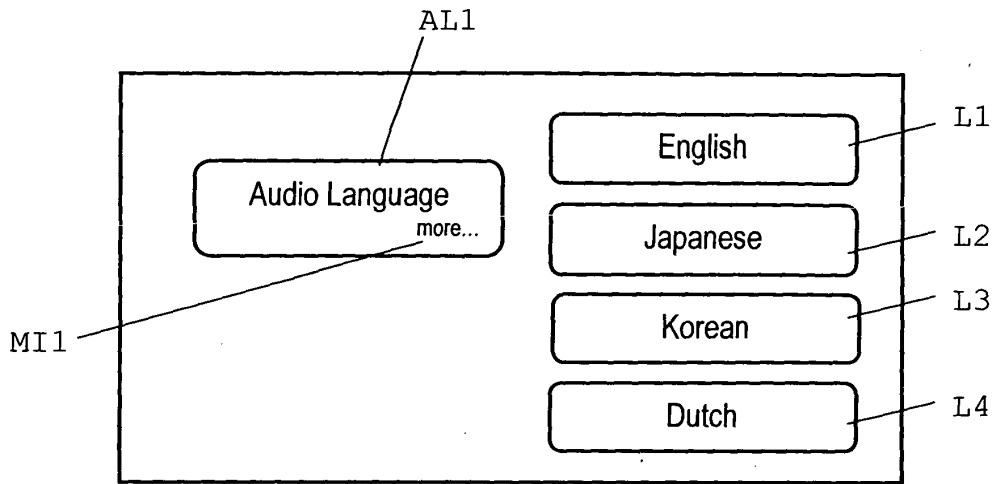 AL1
English
L1
Audio Language
more...
Japanese
L2
Korean
L3
MI1
Dutch
L4